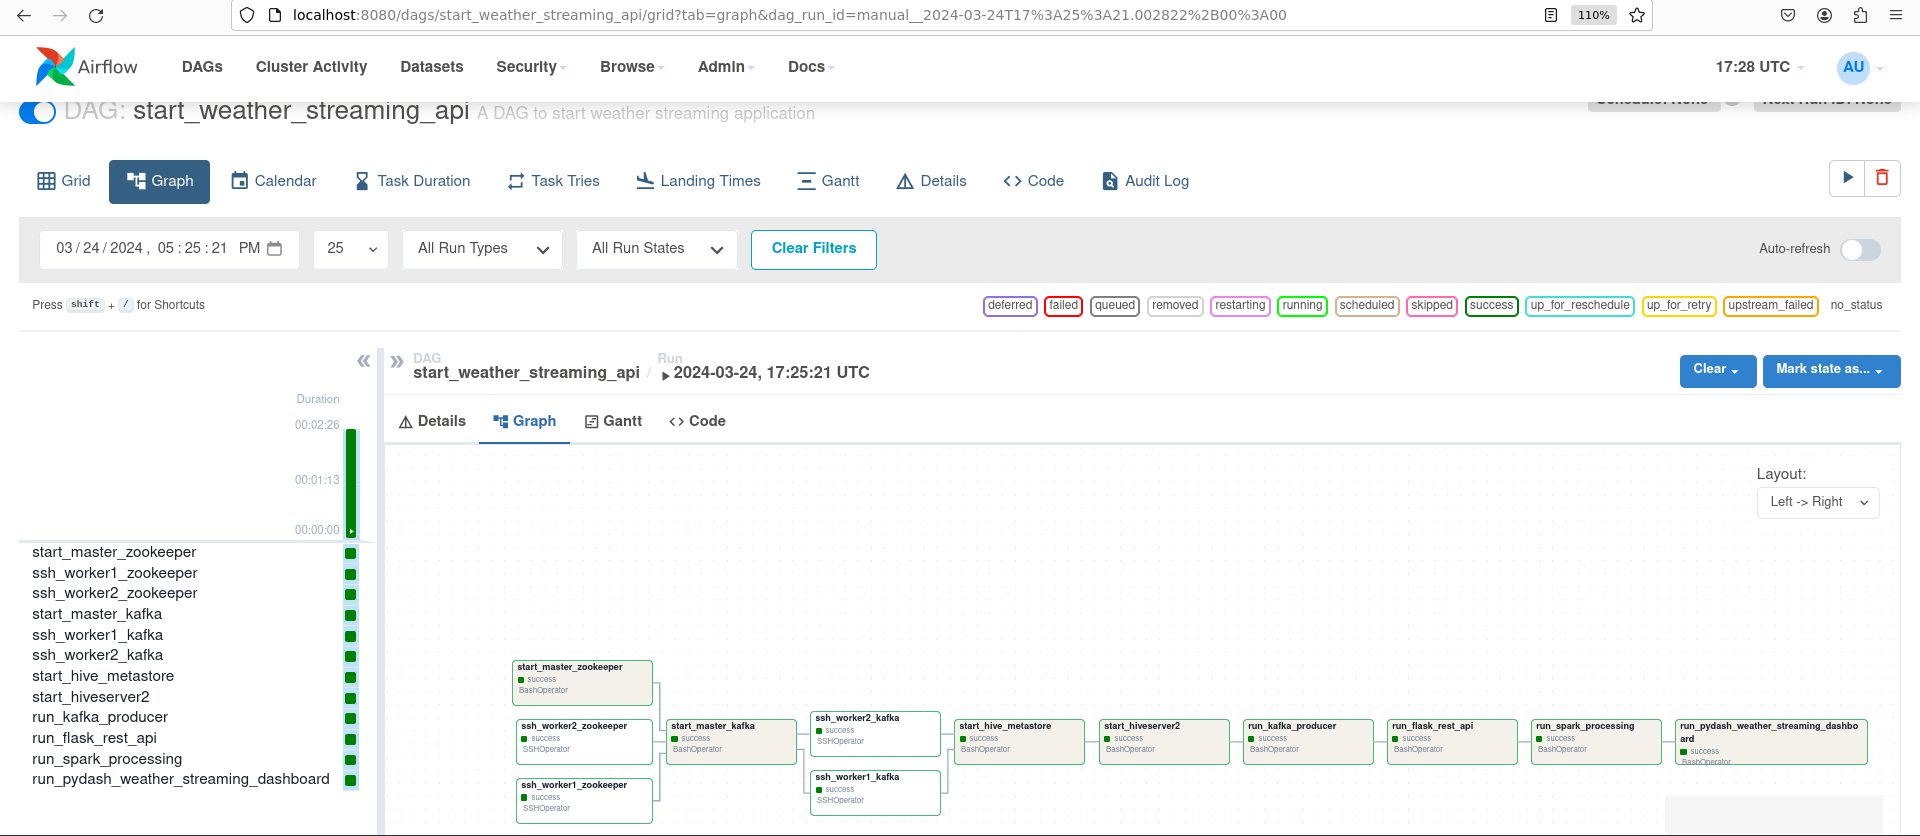 localhost:8080/dags/start_weather_streaming_api/grid?tab=graph&dag_run_id=manual__2024-03-24T17%3A25%3A21.002822%2B00%3A00
110%
Airflow
DAGs
Cluster Activity
Datasets
Security
Browse
Admin
Docs
17:28 UTC
AU
DAG: start_weather_streaming_api A DAG to start weather streaming application
Schedule: None
Next Run ID: None
Grid
Graph
Calendar
Task Duration
Task Tries
Landing Times
Gantt
Details
Code
Audit Log
03/24/2024, 05:25:21 PM
25
All Run Types
All Run States
Clear Filters
Auto-refresh
Press shift + / for Shortcuts
deferred
failed
queued
removed
restarting
running
scheduled
skipped
success
up_for_reschedule
up_for_retry
upstream_failed
no_status
DAG
start_weather_streaming_api
/
Run
2024-03-24, 17:25:21 UTC
Clear
Mark state as...
Duration
00:02:26
00:01:13
00:00:00
Details
Graph
Gantt
Code
Layout:
Left -> Right
start_master_zookeeper
ssh_worker1_zookeeper
ssh_worker2_zookeeper
start_master_kafka
ssh_worker1_kafka
ssh_worker2_kafka
start_hive_metastore
start_hiveserver2
run_kafka_producer
run_flask_rest_api
run_spark_processing
run_pydash_weather_streaming_dashboard
start_master_zookeeper
success
BashOperator
ssh_worker2_zookeeper
success
SSHOperator
ssh_worker1_zookeeper
success
SSHOperator
start_master_kafka
success
BashOperator
ssh_worker2_kafka
success
SSHOperator
ssh_worker1_kafka
success
SSHOperator
start_hive_metastore
success
BashOperator
start_hiveserver2
success
BashOperator
run_kafka_producer
success
BashOperator
run_flask_rest_api
success
BashOperator
run_spark_processing
success
BashOperator
run_pydash_weather_streaming_dashbo
ard
success
BashOperator